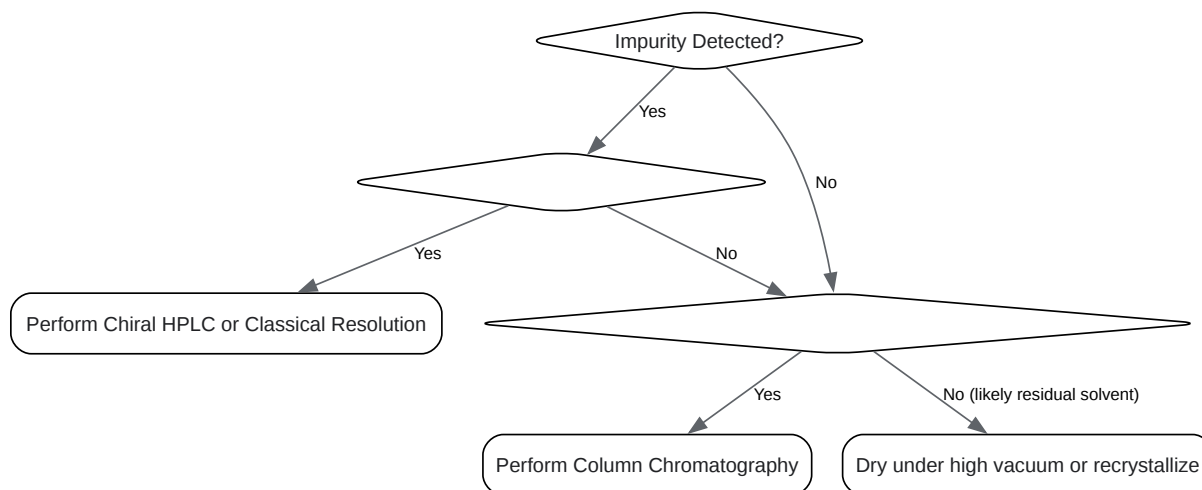 Impurity Detected?
Yes
No
Yes
No
Perform Chiral HPLC or Classical Resolution
Yes
No (likely residual solvent)
Perform Column Chromatography
Dry under high vacuum or recrystallize